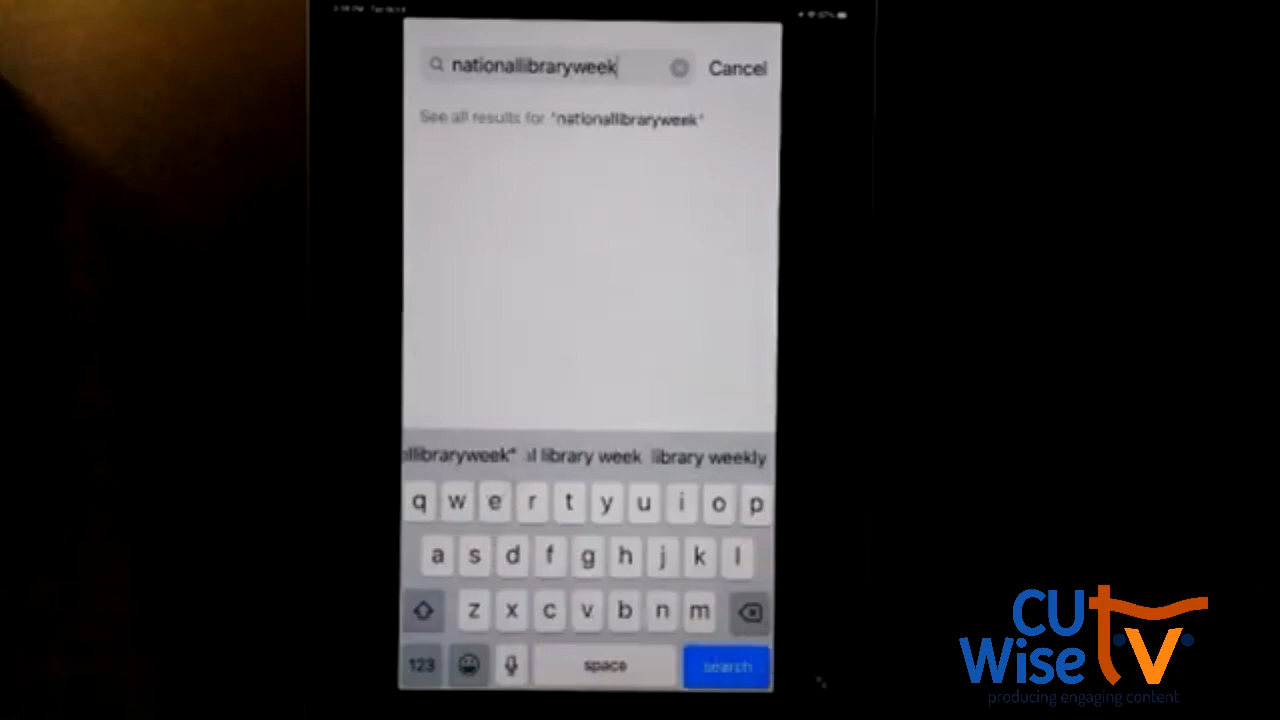 nationallibraryweek
Cancel
See all results for "nationallibraryweek"
llibraryweek" al library week library weekly
q w e r t y u i o p
a s d f g h j k l
z x c v b n m
123 space search
CU
Wise tv
producing engaging content